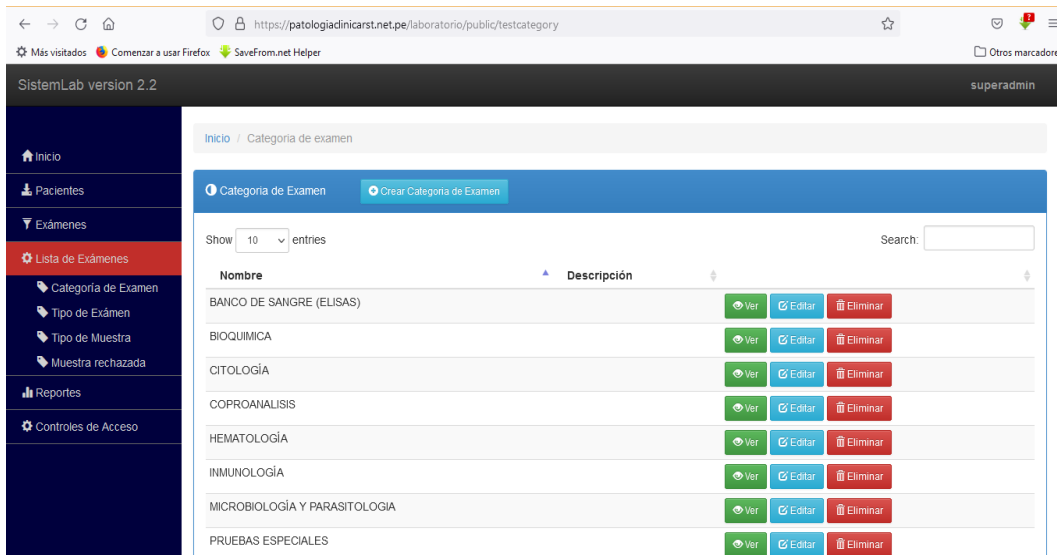 https://patologiaclinicarst.net.pe/laboratorio/public/testcategory
Más visitados Comenzar a usar Firefox SaveFrom.net Helper Otros marcadore
SistemLab version 2.2 superadmin
Inicio / Categoria de examen
Inicio
Pacientes
Categoria de Examen Crear Categoria de Examen
Exámenes
Show 10 entries Search:
Lista de Exámenes
Nombre Descripción
Categoría de Examen
BANCO DE SANGRE (ELISAS) Ver Editar Eliminar
Tipo de Exámen
Tipo de Muestra
BIOQUIMICA Ver Editar Eliminar
Muestra rechazada
CITOLOGÍA Ver Editar Eliminar
Reportes
COPROANALISIS Ver Editar Eliminar
Controles de Acceso
HEMATOLOGÍA Ver Editar Eliminar
INMUNOLOGÍA Ver Editar Eliminar
MICROBIOLOGÍA Y PARASITOLOGIA Ver Editar Eliminar
PRUEBAS ESPECIALES Ver Editar Eliminar